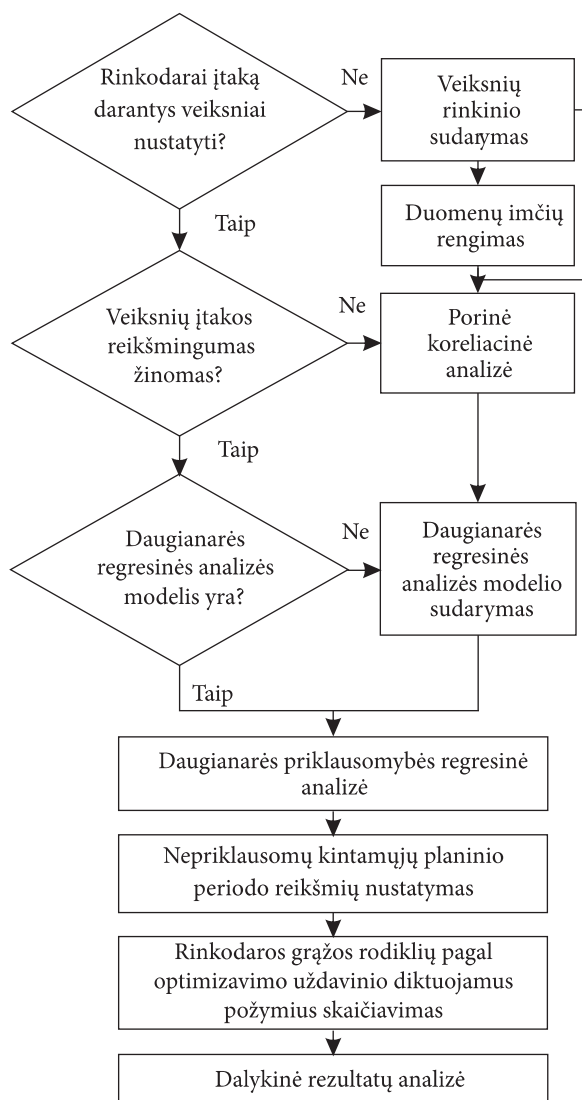 Rinkodarai įtaką
darantys veiksniai
nustatyti?
Ne
Veiksnių
rinkinio
sudarymas
Taip
Duomenų imčių
rengimas
Veiksnių įtakos
reikšmingumas
žinomas?
Ne
Porinė
koreliacinė
analizė
Taip
Daugianarės
regresinės analizės
modelis yra?
Ne
Daugianarės
regresinės
analizės modelio
sudarymas
Taip
Daugianarės priklausomybės regresinė
analizė
Nepriklausomų kintamųjų planinio
periodo reikšmių nustatymas
Rinkodaros grąžos rodiklių pagal
optimizavimo uždavinio diktuojamus
požymius skaičiavimas
Dalykinė rezultatų analizė